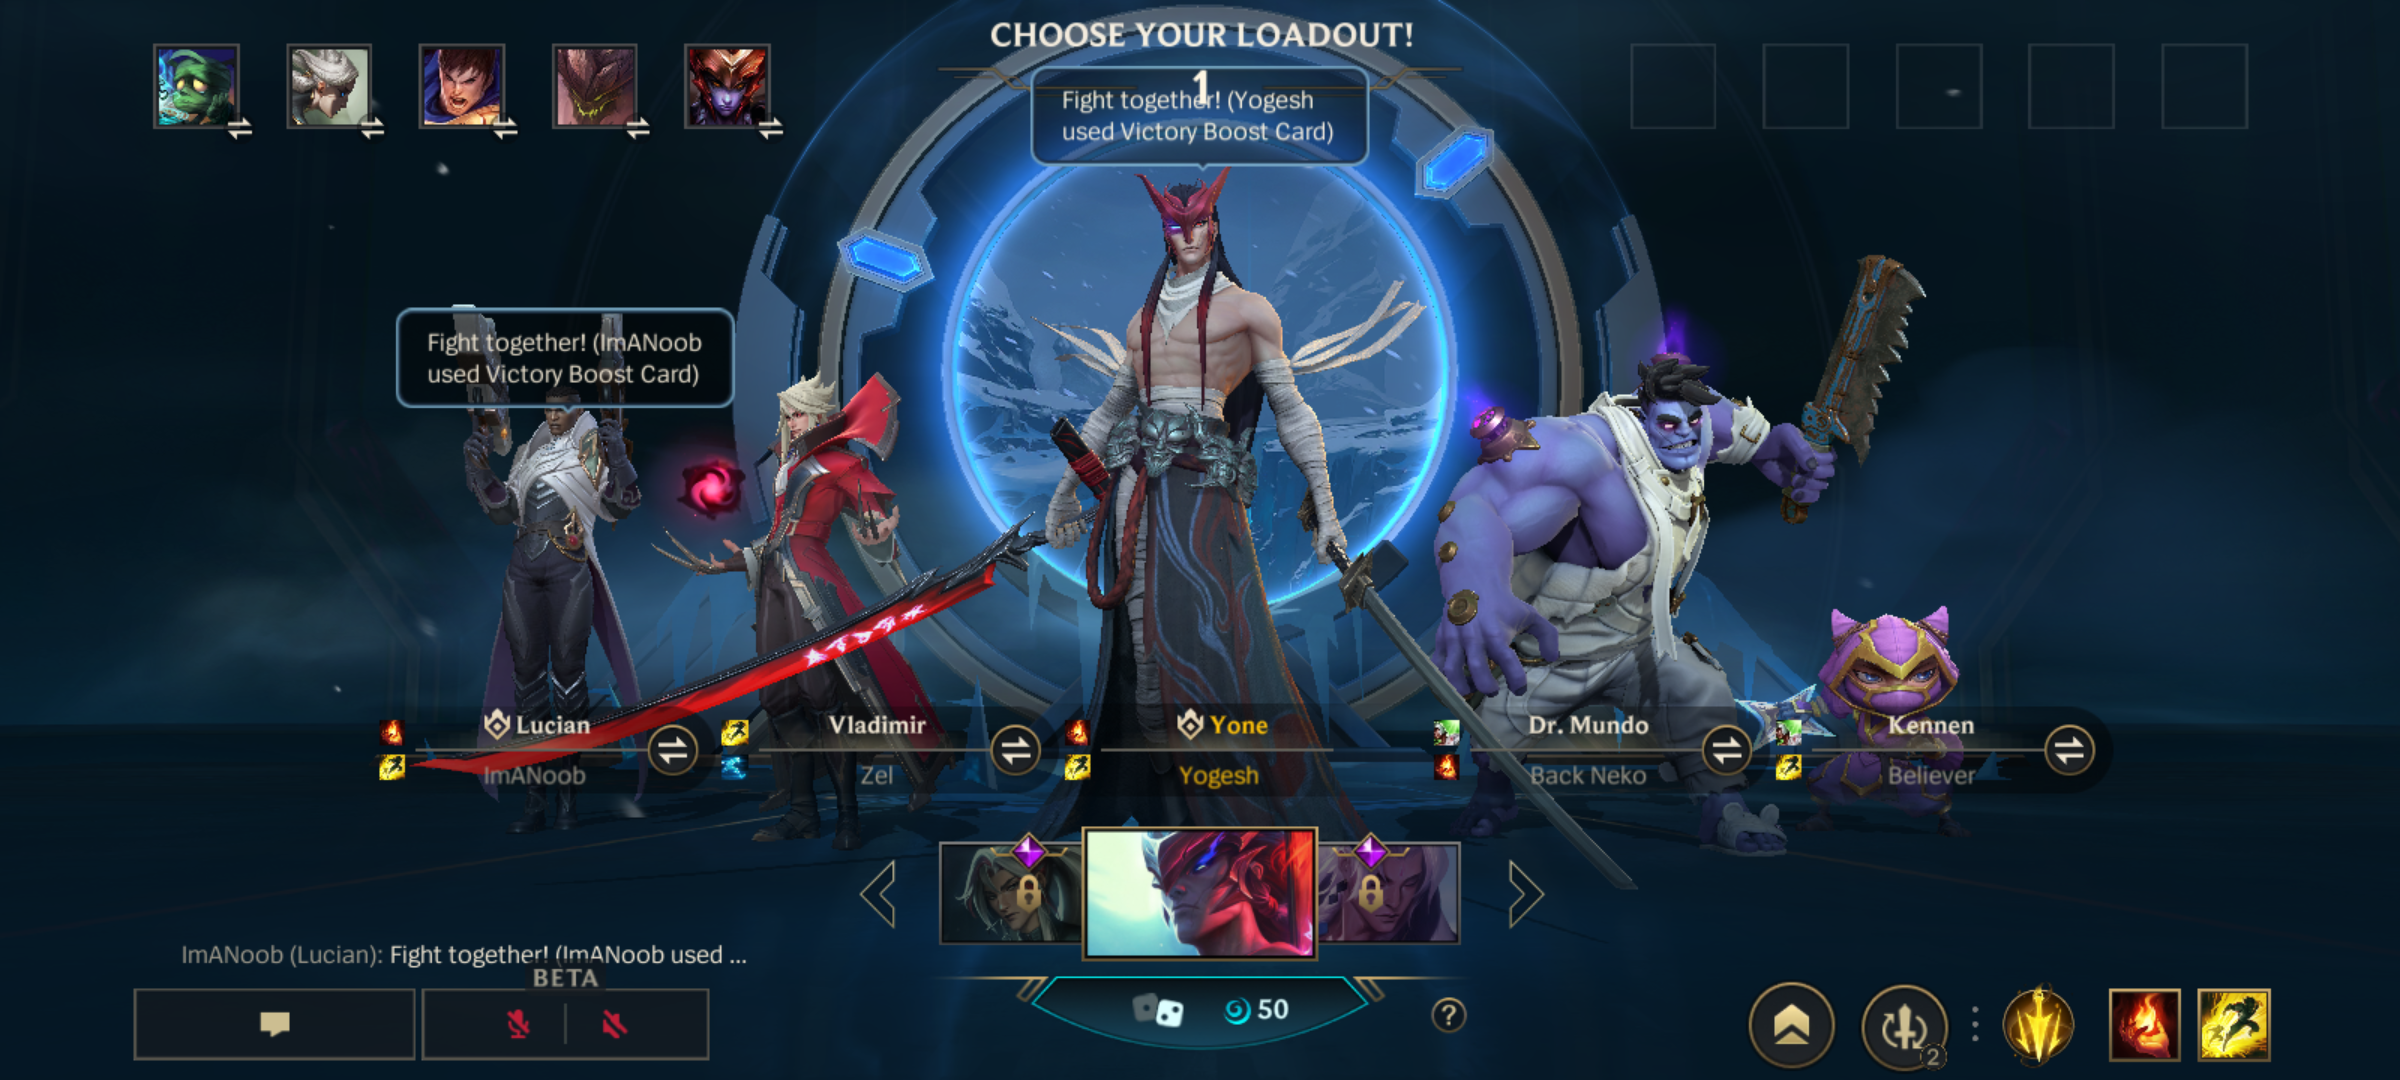 CHOOSE YOUR LOADOUT!
1
Fight together! (Yogesh
used Victory Boost Card)
Fight together! (ImANoob
used Victory Boost Card)
Lucian
ImANoob
Vladimir
Zel
Yone
Yogesh
Dr. Mundo
Back Neko
Kennen
Believer
ImANoob (Lucian): Fight together! (ImANoob used ...
BETA
50
?
2